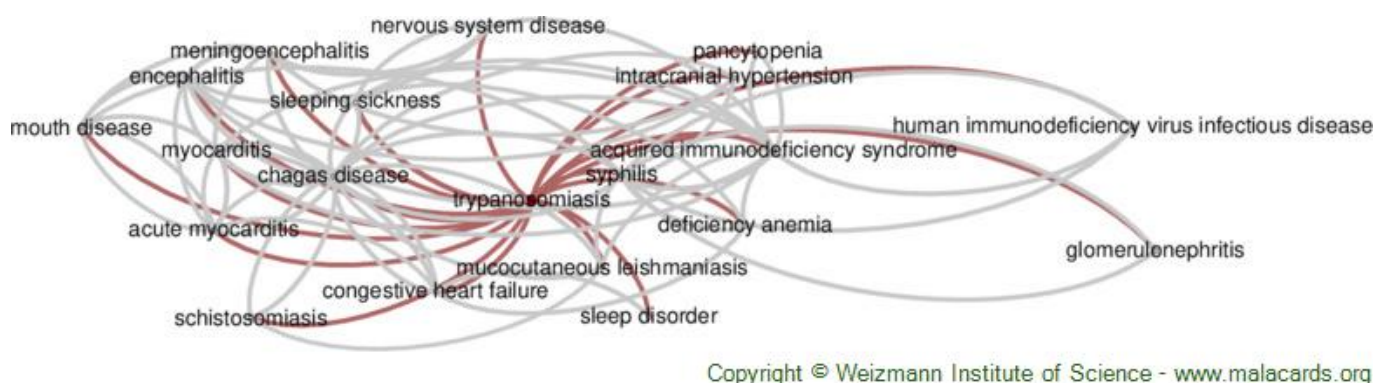 nervous system disease
meningoencephalitis
pancytopenia
encephalitis
intracranial hypertension
sleeping sickness
mouth disease
human immunodeficiency virus infectious disease
myocarditis
acquired immunodeficiency syndrome
chagas disease
syphilis
trypanosomiasis
acute myocarditis
deficiency anemia
glomerulonephritis
mucocutaneous leishmaniasis
congestive heart failure
schistosomiasis
sleep disorder
Copyright © Weizmann Institute of Science - www.malacards.org